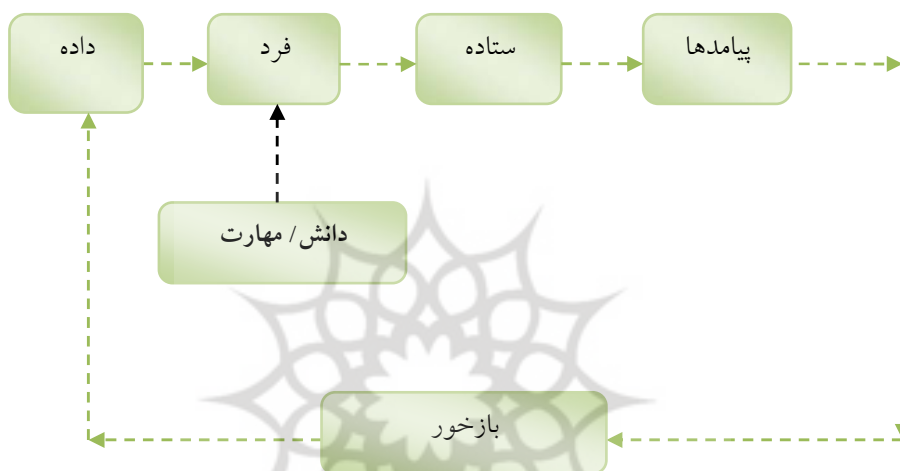 داده
فرد
ستاده
پیامدها
دانش/ مهارت
بازخور